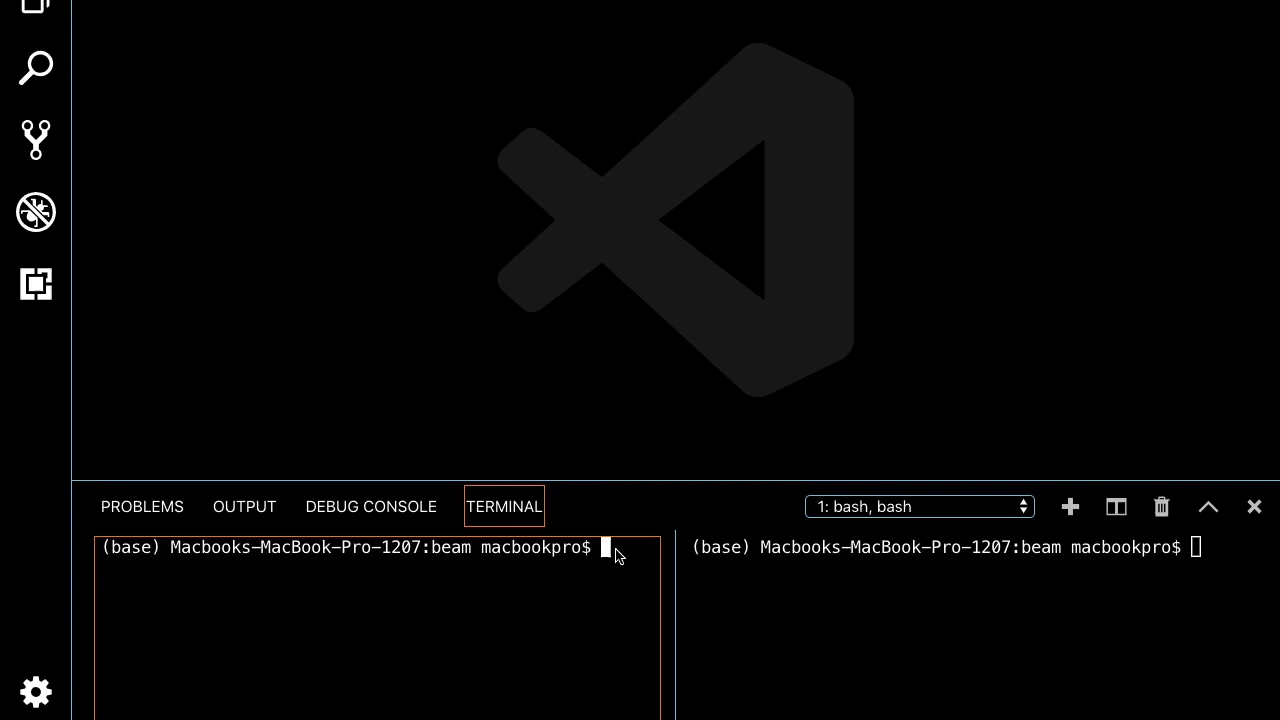 PROBLEMS OUTPUT DEBUG CONSOLE TERMINAL 1: bash, bash
(base) Macbooks-MacBook-Pro-1207:beam macbookpro$
(base) Macbooks-MacBook-Pro-1207:beam macbookpro$